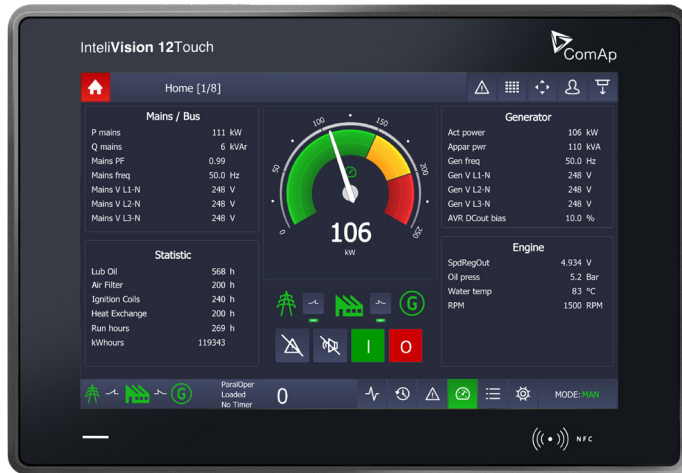 InteliVision 12Touch
ComAp
Home [1/8]
Mains / Bus
P mains 111 kW
Q mains 6 kVAr
Mains PF 0.99
Mains freq 50.0 Hz
Mains V L1-N 248 V
Mains V L2-N 248 V
Mains V L3-N 248 V
Statistic
Lub Oil 568 h
Air Filter 200 h
Ignition Coils 240 h
Heat Exchange 200 h
Run hours 269 h
kWhours 119343
0 50 100 150 200 250
106
kW
G
I O
Generator
Act power 106 kW
Appar pwr 110 kVA
Gen freq 50.0 Hz
Gen V L1-N 248 V
Gen V L2-N 248 V
Gen V L3-N 248 V
AVR DCout bias 10.0 %
Engine
SpdRegOut 4.934 V
Oil press 5.2 Bar
Water temp 83 °C
RPM 1500 RPM
G
ParalOper
Loaded
No Timer
0
MODE: MAN
NFC